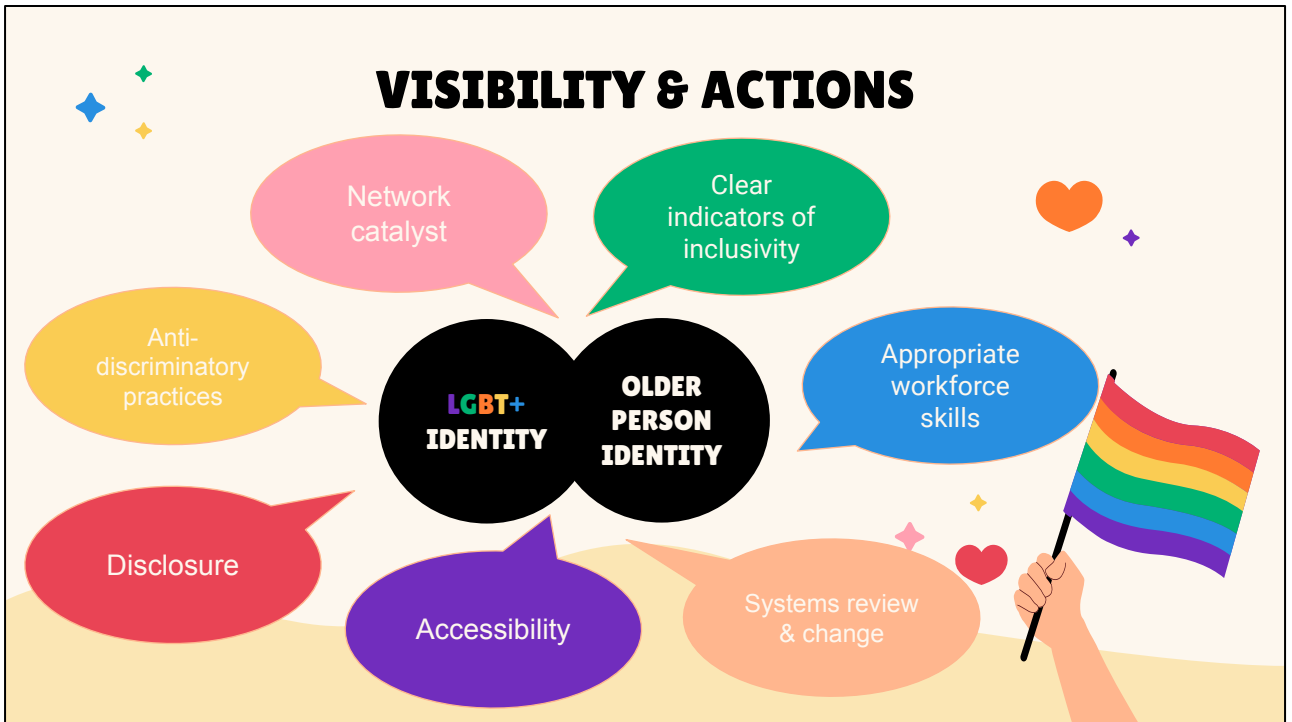 VISIBILITY & ACTIONS
Network
catalyst
Clear
indicators of
inclusivity
Anti-
discriminatory
practices
Appropriate
workforce
skills
LGBT+
IDENTITY
OLDER
PERSON
IDENTITY
Disclosure
Accessibility
Systems review
& change